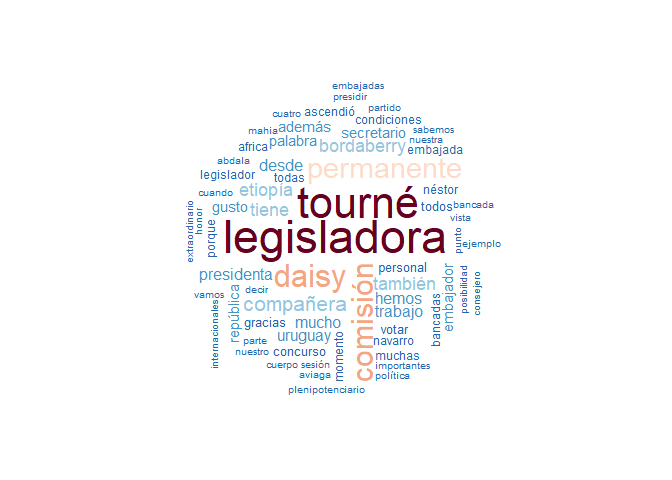 embajadas
presidir
cuatro ascendió partido
mahia además condiciones
africa palabra secretario sabemos
nuestra
abdala bordaberry embajada
legislador desde permanente
todas
cuando etiopía tourné néstor
extraordinario honor gusto tiene todos bancada
vista
porque legisladora punto ejemplo
presidenta daisy comisión personal
también posibilidad consejero
vamos decir compañera hemos embajador
internacionales república trabajo bancadas
gracias mucho votar
parte uruguay momento navarro
nuestro concurso muchas
cuerpo sesión importantes
aviaga política
plenipotenciario